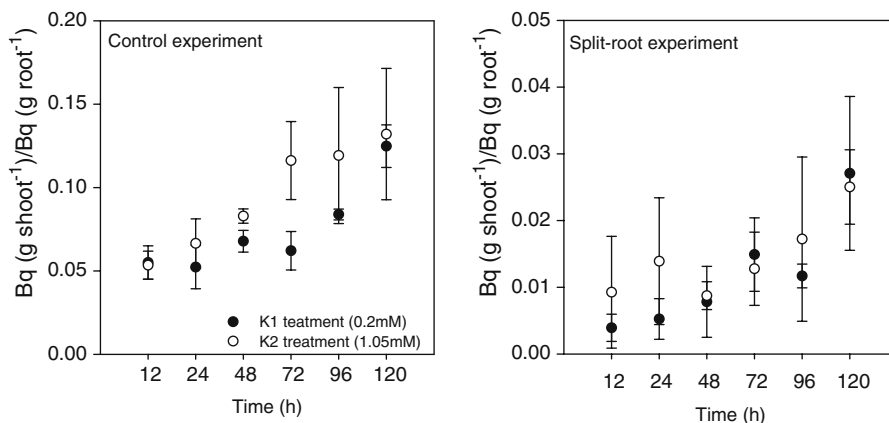 Control experiment
Bq (g shoot⁻¹)/Bq (g root⁻¹)
0.20
0.15
0.10
0.05
0.00
K1 teatment (0.2mM)
K2 treatment (1.05mM)
12 24 48 72 96 120
Time (h)
Split-root experiment
Bq (g shoot⁻¹)/Bq (g root⁻¹)
0.05
0.04
0.03
0.02
0.01
0.00
12 24 48 72 96 120
Time (h)